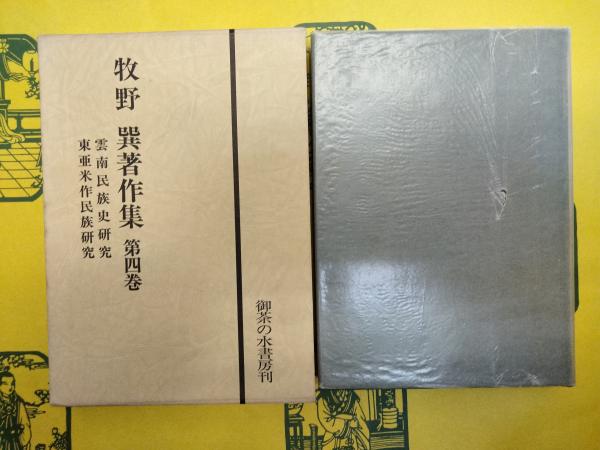 牧野巽著作集 第四巻
雲南民族史研究
東亜米作民族研究
御茶の水書房刊